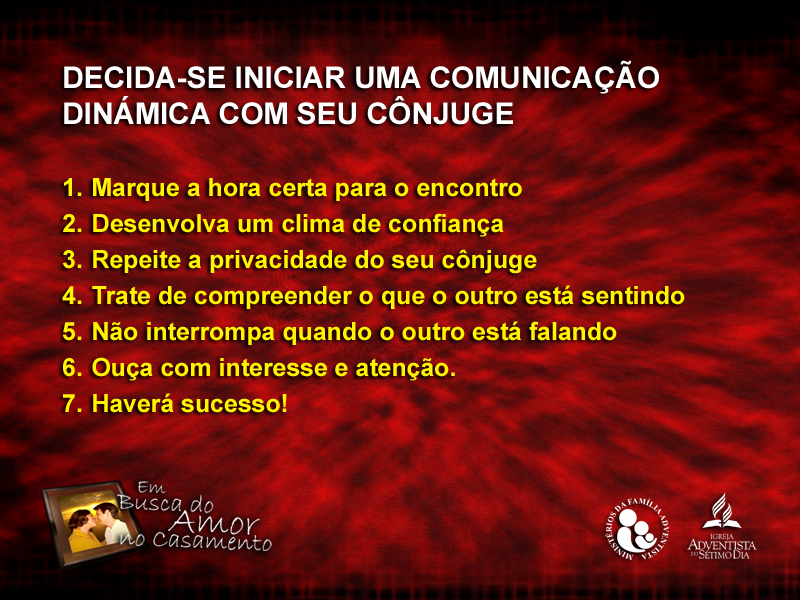 DECIDA-SE INICIAR UMA COMUNICAÇÃO
DINÁMICA COM SEU CÔNJUGE
1. Marque a hora certa para o encontro
2. Desenvolva um clima de confiança
3. Repeite a privacidade do seu cônjuge
4. Trate de compreender o que o outro está sentindo
5. Não interrompa quando o outro está falando
6. Ouça com interesse e atenção.
7. Haverá sucesso!
Em
Busca do
Amor
no Casamento
MINISTÉRIOS DA FAMÍLIA ADVENTISTA
IGREJA
ADVENTISTA
DO SÉTIMO DIA